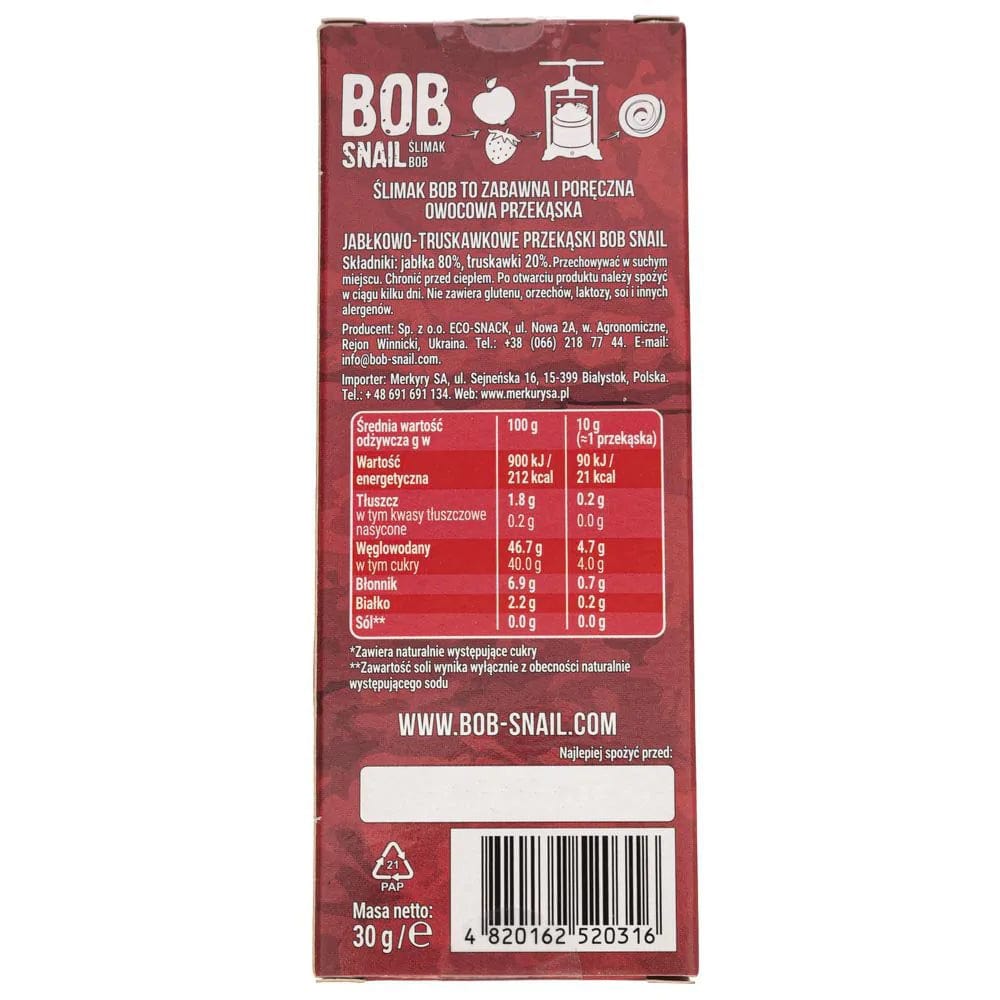 BOB
SNAIL ŚLIMAK
BOB
ŚLIMAK BOB TO ZABAWNA I PORĘCZNA
OWOCOWA PRZEKĄSKA
JABŁKOWO-TRUSKAWKOWE PRZEKĄSKI BOB SNAIL
Składniki: jabłka 80%, truskawki 20%. Przechowywać w suchym
miejscu. Chronić przed ciepłem. Po otwarciu produktu należy spożyć
w ciągu kilku dni. Nie zawiera glutenu, orzechów, laktozy, soi i innych
alergenów.
Producent: Sp. z o.o. ECO-SNACK, ul. Nowa 2A, w. Agronomiczne,
Rejon Winnicki, Ukraina. Tel.: +38 (066) 218 77 44. E-mail:
info@bob-snail.com.
Importer: Merkyry SA, ul. Sejneńska 16, 15-399 Bialystok, Polska.
Tel.: + 48 691 691 134. Web: www.merkurysa.pl
Średnia wartość 100 g 10 g
odżywcza g w (≈1 przekąska)
Wartość 900 kJ / 90 kJ /
energetyczna 212 kcal 21 kcal
Tłuszcz 1.8 g 0.2 g
w tym kwasy tłuszczowe 0.2 g 0.0 g
nasycone
Węglowodany 46.7 g 4.7 g
w tym cukry 40.0 g 4.0 g
Błonnik 6.9 g 0.7 g
Białko 2.2 g 0.2 g
Sól** 0.0 g 0.0 g
*Zawiera naturalnie występujące cukry
**Zawartość soli wynika wyłącznie z obecności naturalnie
występującego sodu
WWW.BOB-SNAIL.COM
Najlepiej spożyć przed:
21
PAP
Masa netto:
30 g/℮
4 820162 520316